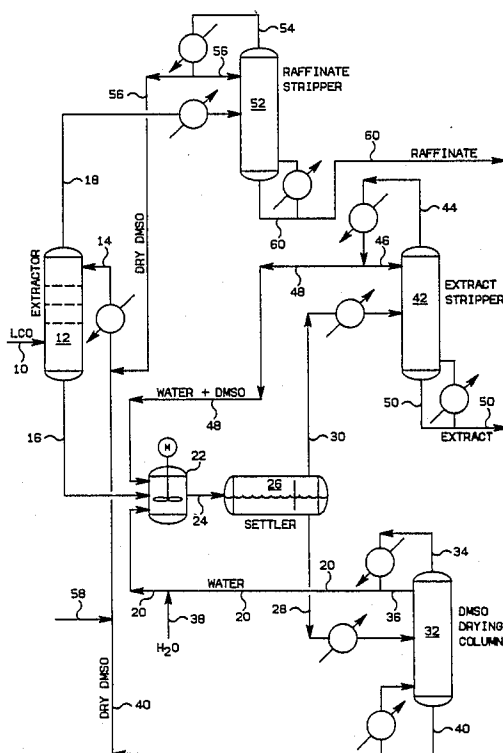 54
56
56
52
RAFFINATE
STRIPPER
60
RAFFINATE
18
60
44
DRY DMSO
14
46
48
EXTRACTOR
42
EXTRACT
STRIPPER
LCO
12
10
WATER + DMSO
48
50
50
EXTRACT
16
30
M
22
26
24
SETTLER
34
WATER
20
20
20
28
36
38
H2O
58
32
DMSO
DRYING
COLUMN
DRY DMSO
40
40